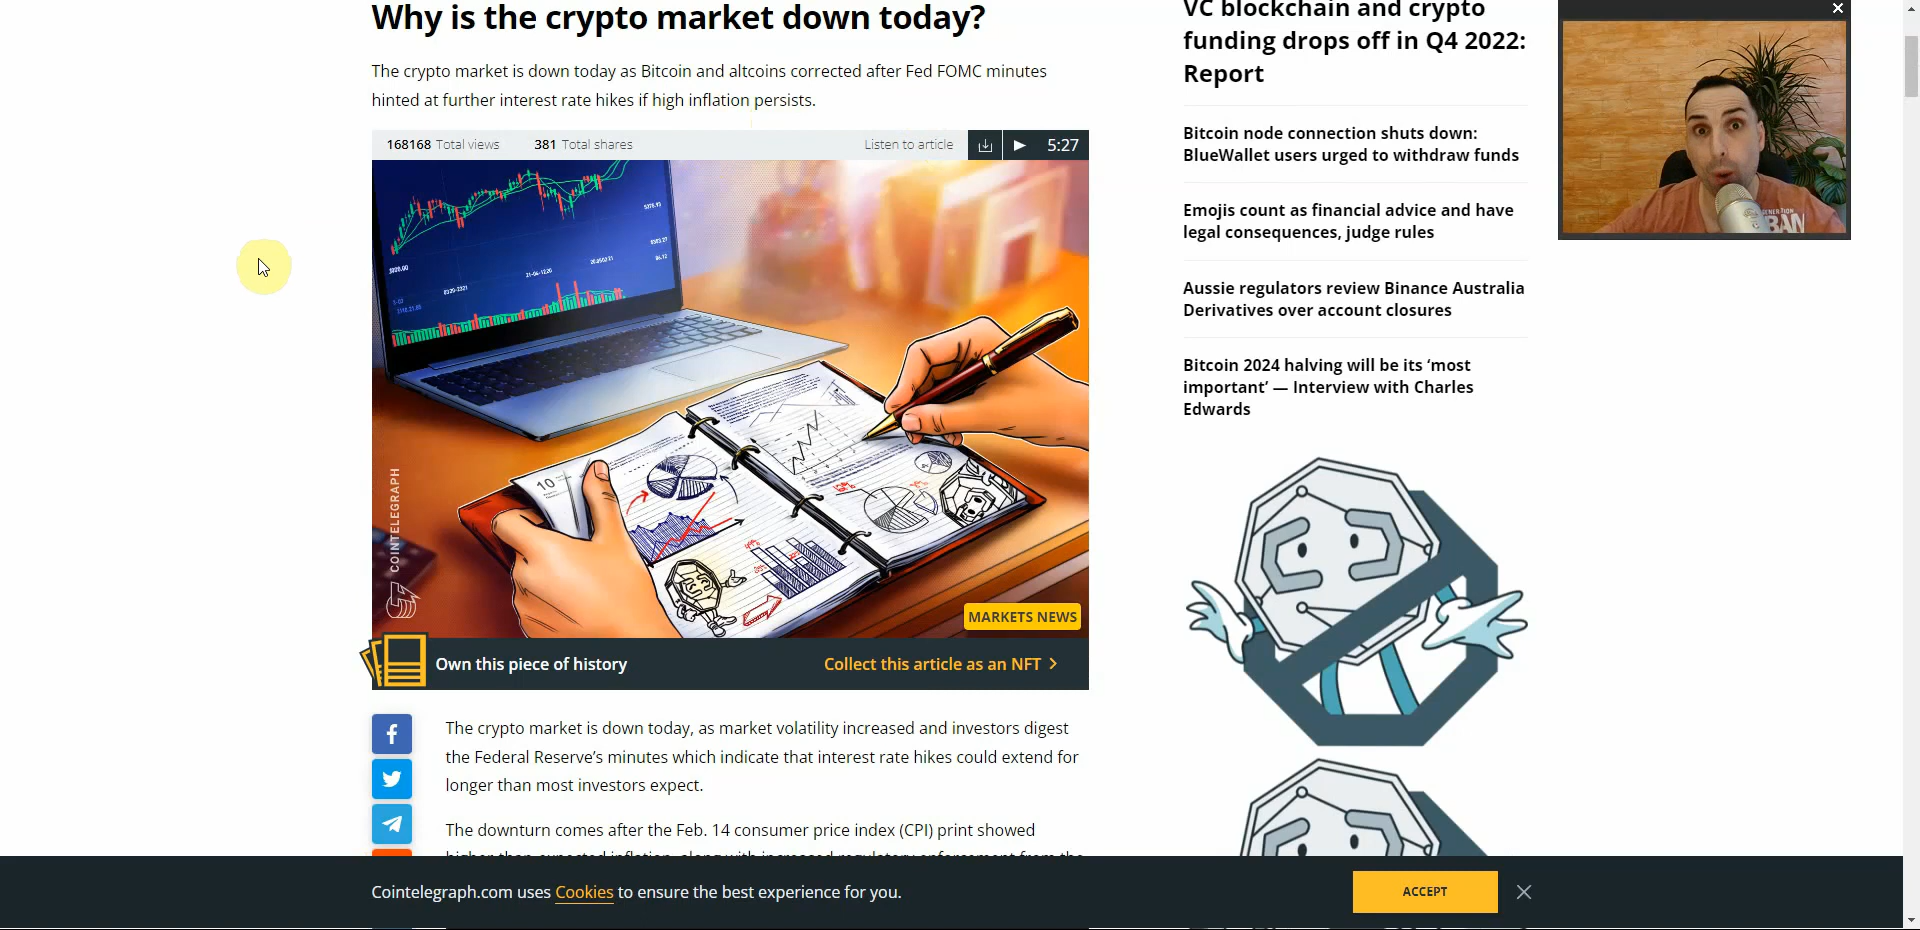 Why is the crypto market down today?
The crypto market is down today as Bitcoin and altcoins corrected after Fed FOMC minutes
hinted at further interest rate hikes if high inflation persists.
168168 Total views 381 Total shares Listen to article 5:27
COINTELEGRAPH
10
MARKETS NEWS
Own this piece of history Collect this article as an NFT
The crypto market is down today, as market volatility increased and investors digest
the Federal Reserve’s minutes which indicate that interest rate hikes could extend for
longer than most investors expect.
The downturn comes after the Feb. 14 consumer price index (CPI) print showed
VC blockchain and crypto
funding drops off in Q4 2022:
Report
Bitcoin node connection shuts down:
BlueWallet users urged to withdraw funds
Emojis count as financial advice and have
legal consequences, judge rules
Aussie regulators review Binance Australia
Derivatives over account closures
Bitcoin 2024 halving will be its ‘most
important’ — Interview with Charles
Edwards
Cointelegraph.com uses Cookies to ensure the best experience for you.
ACCEPT